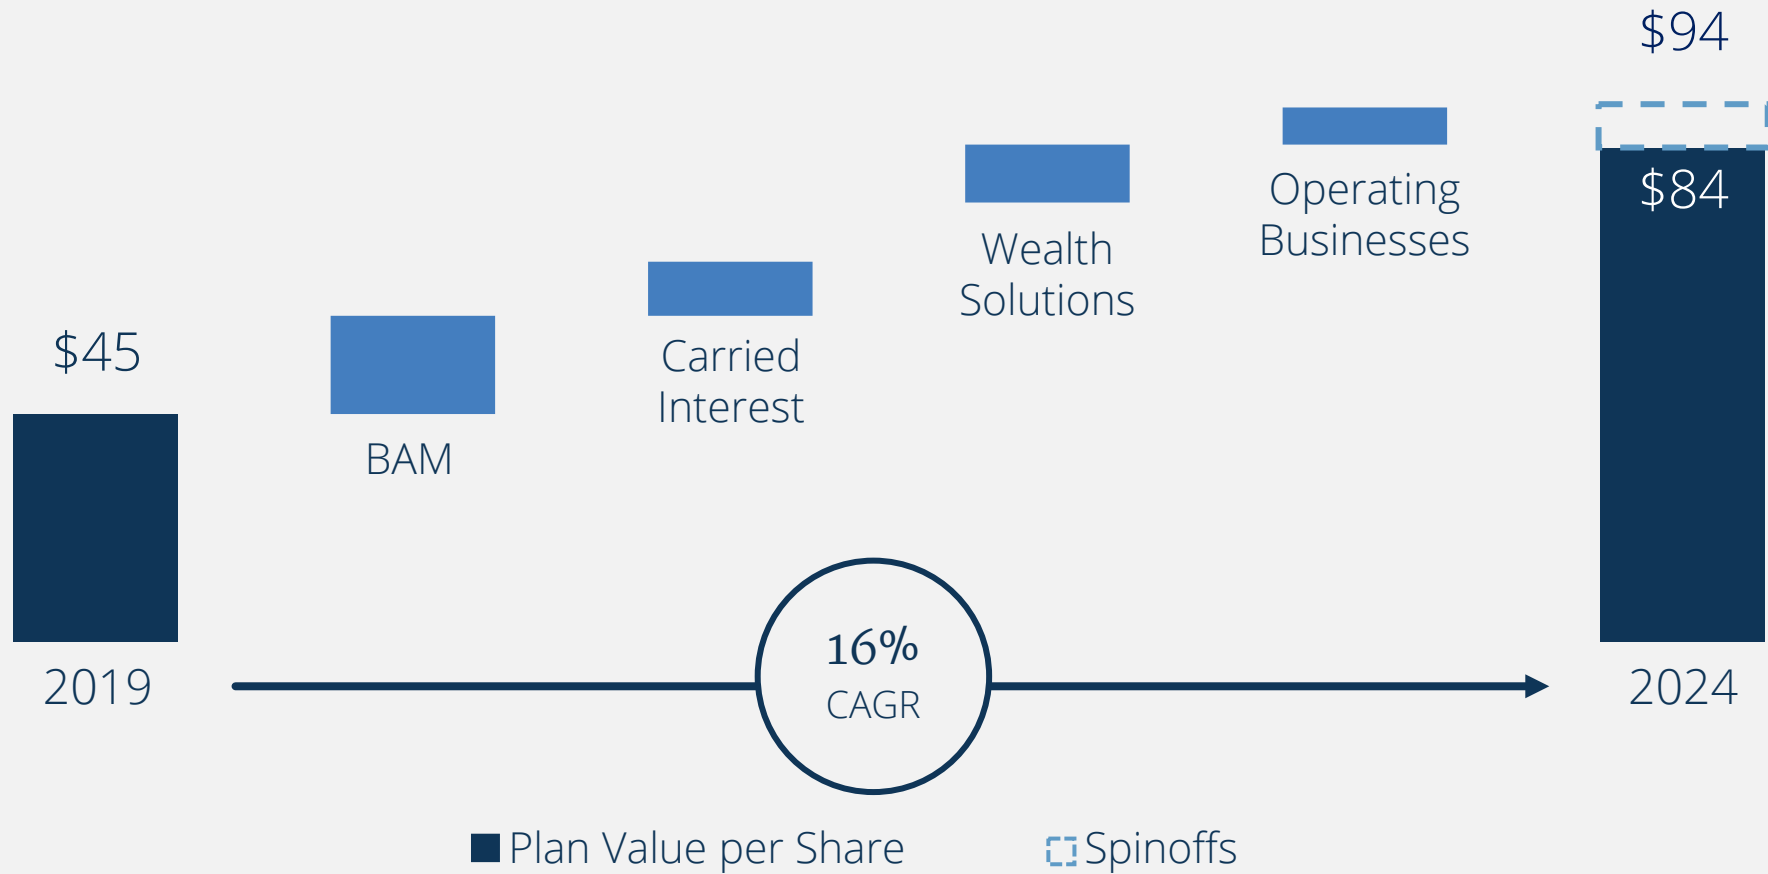 $94
$84
Operating
Businesses
Wealth
Solutions
Carried
Interest
$45
BAM
16%
CAGR
2019
2024
Plan Value per Share
Spinoffs